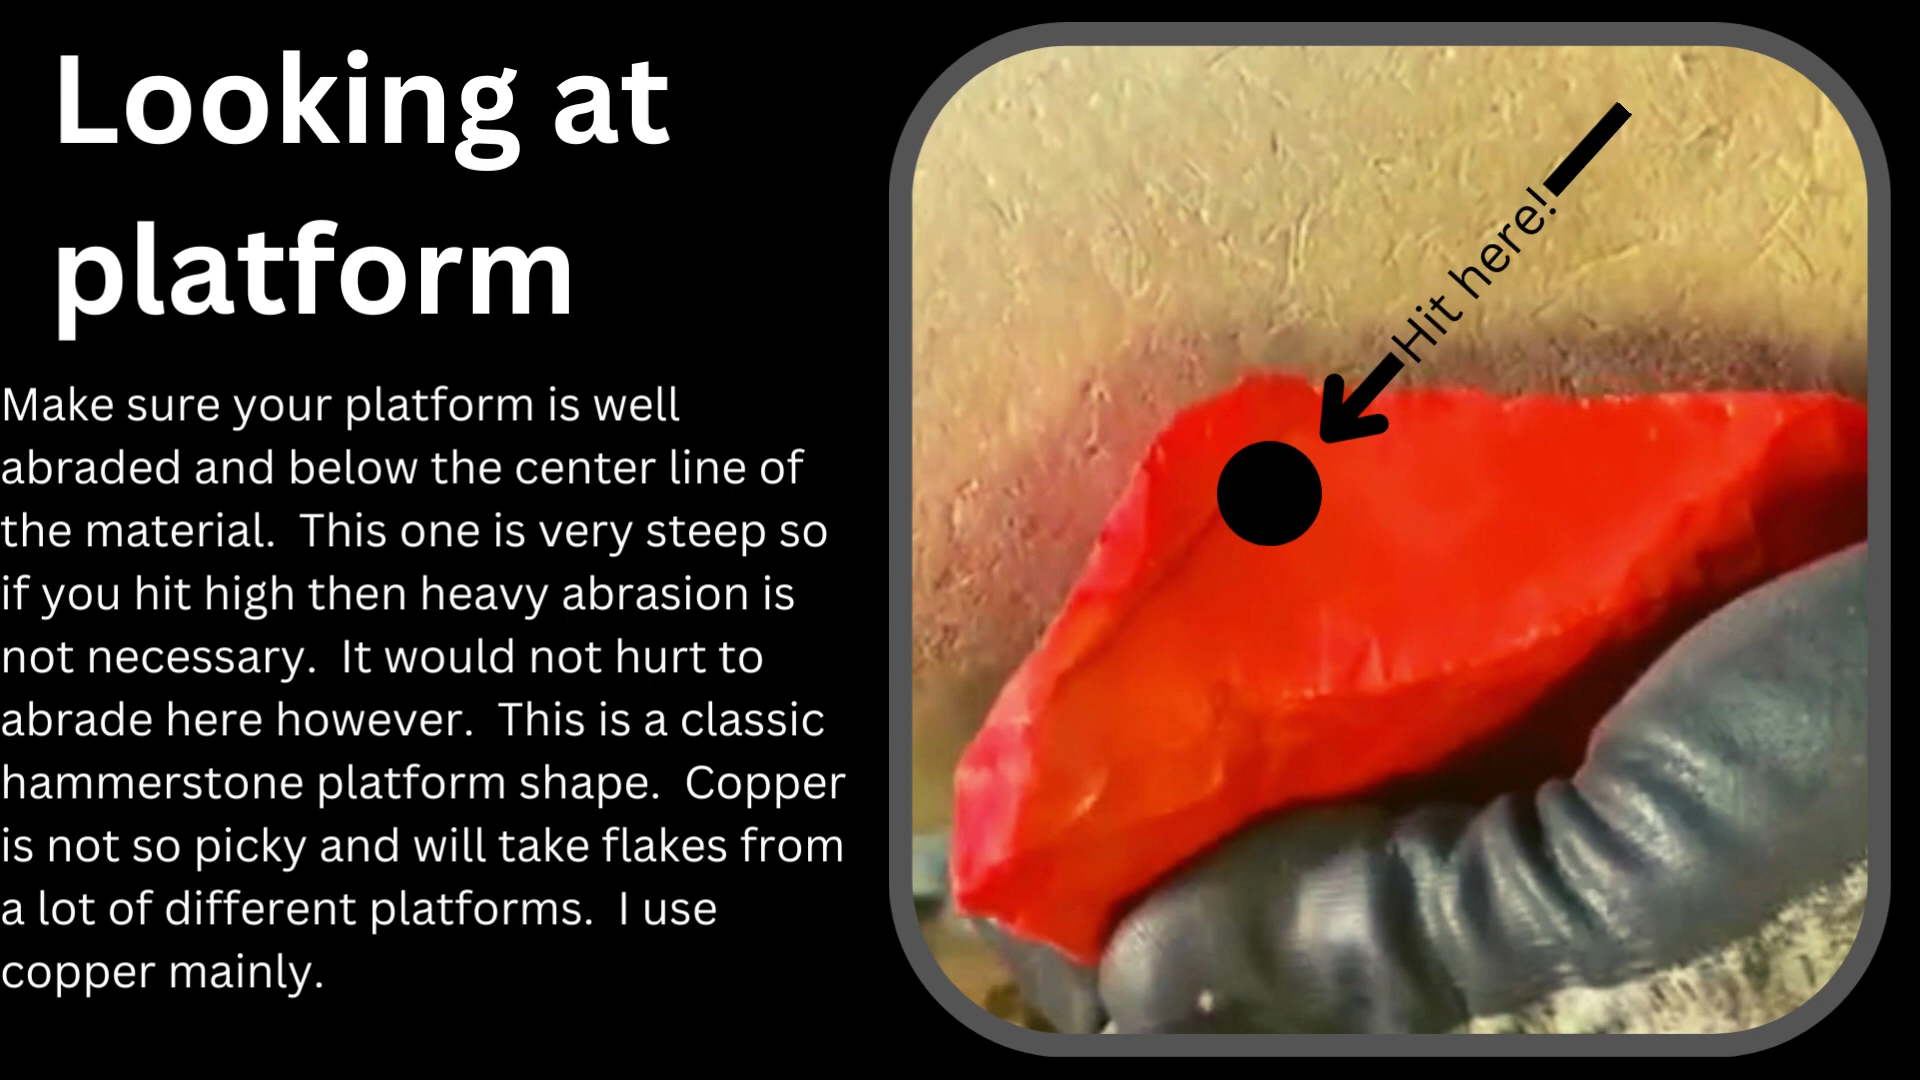 Looking at
platform
Make sure your platform is well
abraded and below the center line of
the material.  This one is very steep so
if you hit high then heavy abrasion is
not necessary.  It would not hurt to
abrade here however.  This is a classic
hammerstone platform shape.  Copper
is not so picky and will take flakes from
a lot of different platforms.  I use
copper mainly.
Hit here!